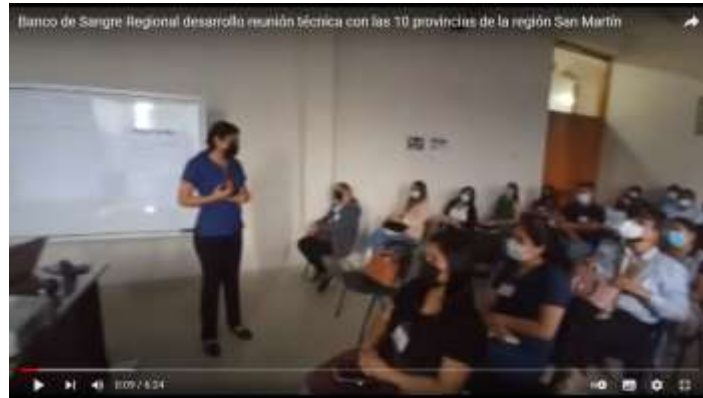 Banco de Sangre Regional desarrollo reunión técnica con las 10 provincias de la región San Martín
0:09 / 6:24